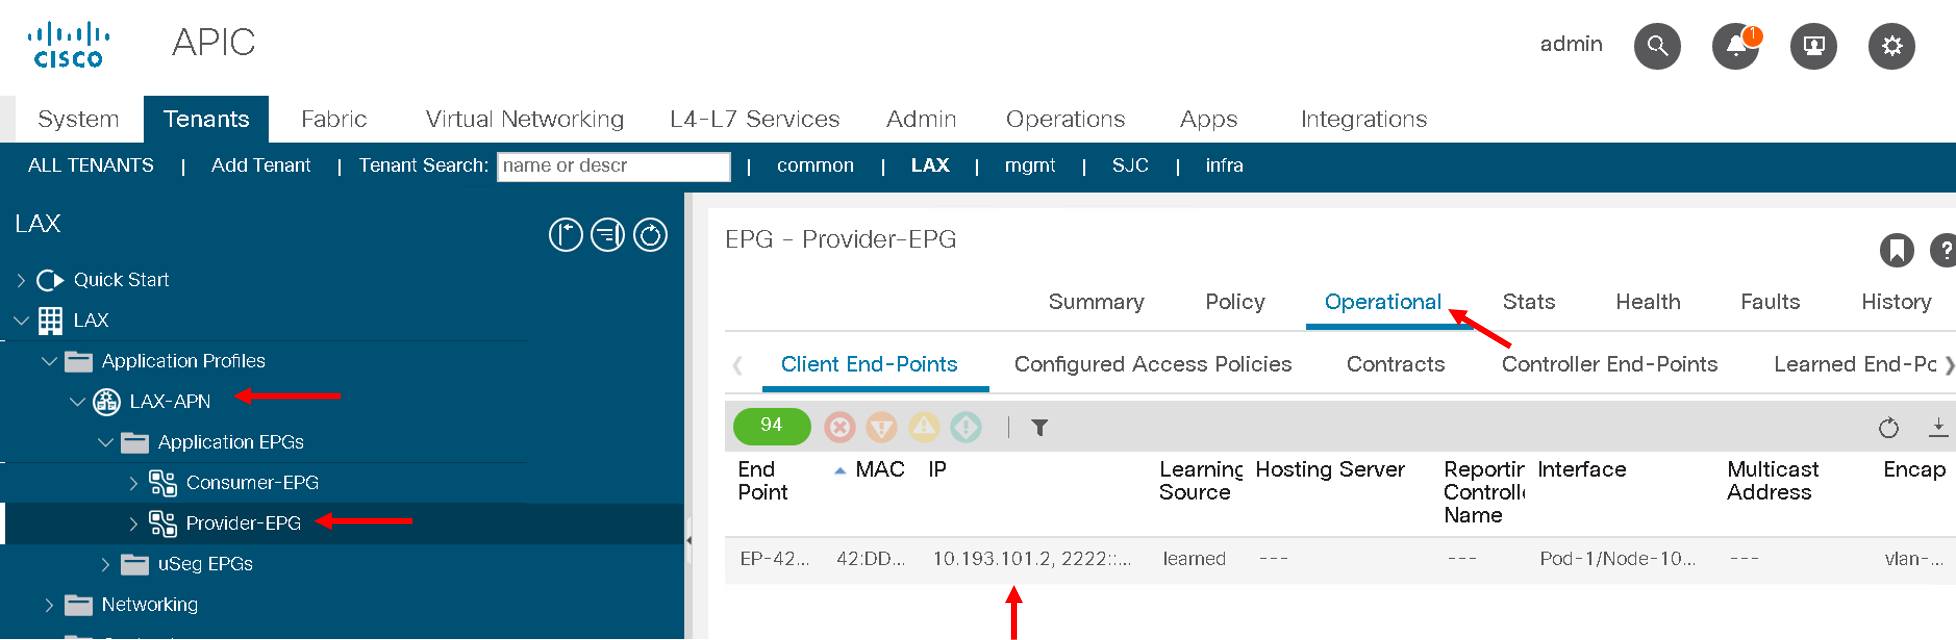 CISCO
APIC
admin
1
System Tenants Fabric Virtual Networking L4-L7 Services Admin Operations Apps Integrations
ALL TENANTS | Add Tenant | Tenant Search: name or descr | common | LAX | mgmt | SJC | infra
LAX
Quick Start
LAX
Application Profiles
LAX-APN
Application EPGs
Consumer-EPG
Provider-EPG
uSeg EPGs
Networking
EPG - Provider-EPG
?
Summary Policy Operational Stats Health Faults History
Client End-Points Configured Access Policies Contracts Controller End-Points Learned End-Pc
94
End Point MAC IP Learning Source Hosting Server Reportin Controlle Name Interface Multicast Address Encap
EP-42... 42:DD... 10.193.101.2, 2222::... learned --- --- Pod-1/Node-10... --- vlan-...